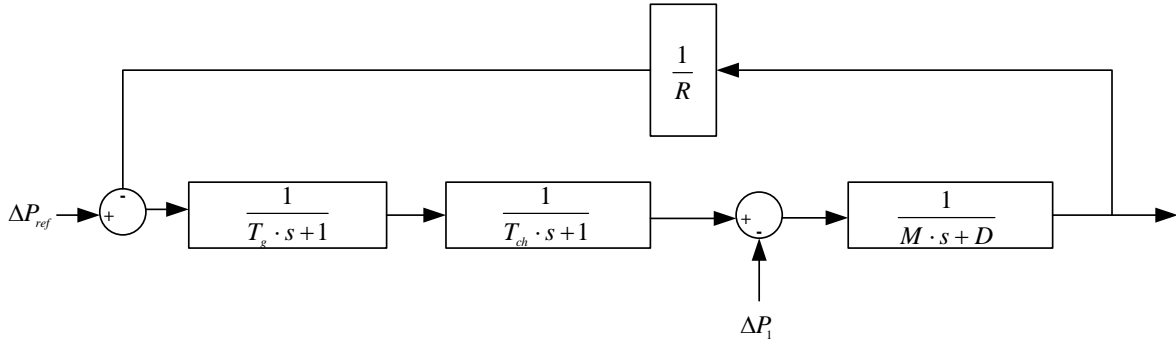 1
R
-
ΔP_ref
+
1
T_g · s + 1
1
T_ch · s + 1
+
-
1
M · s + D
ΔP_1